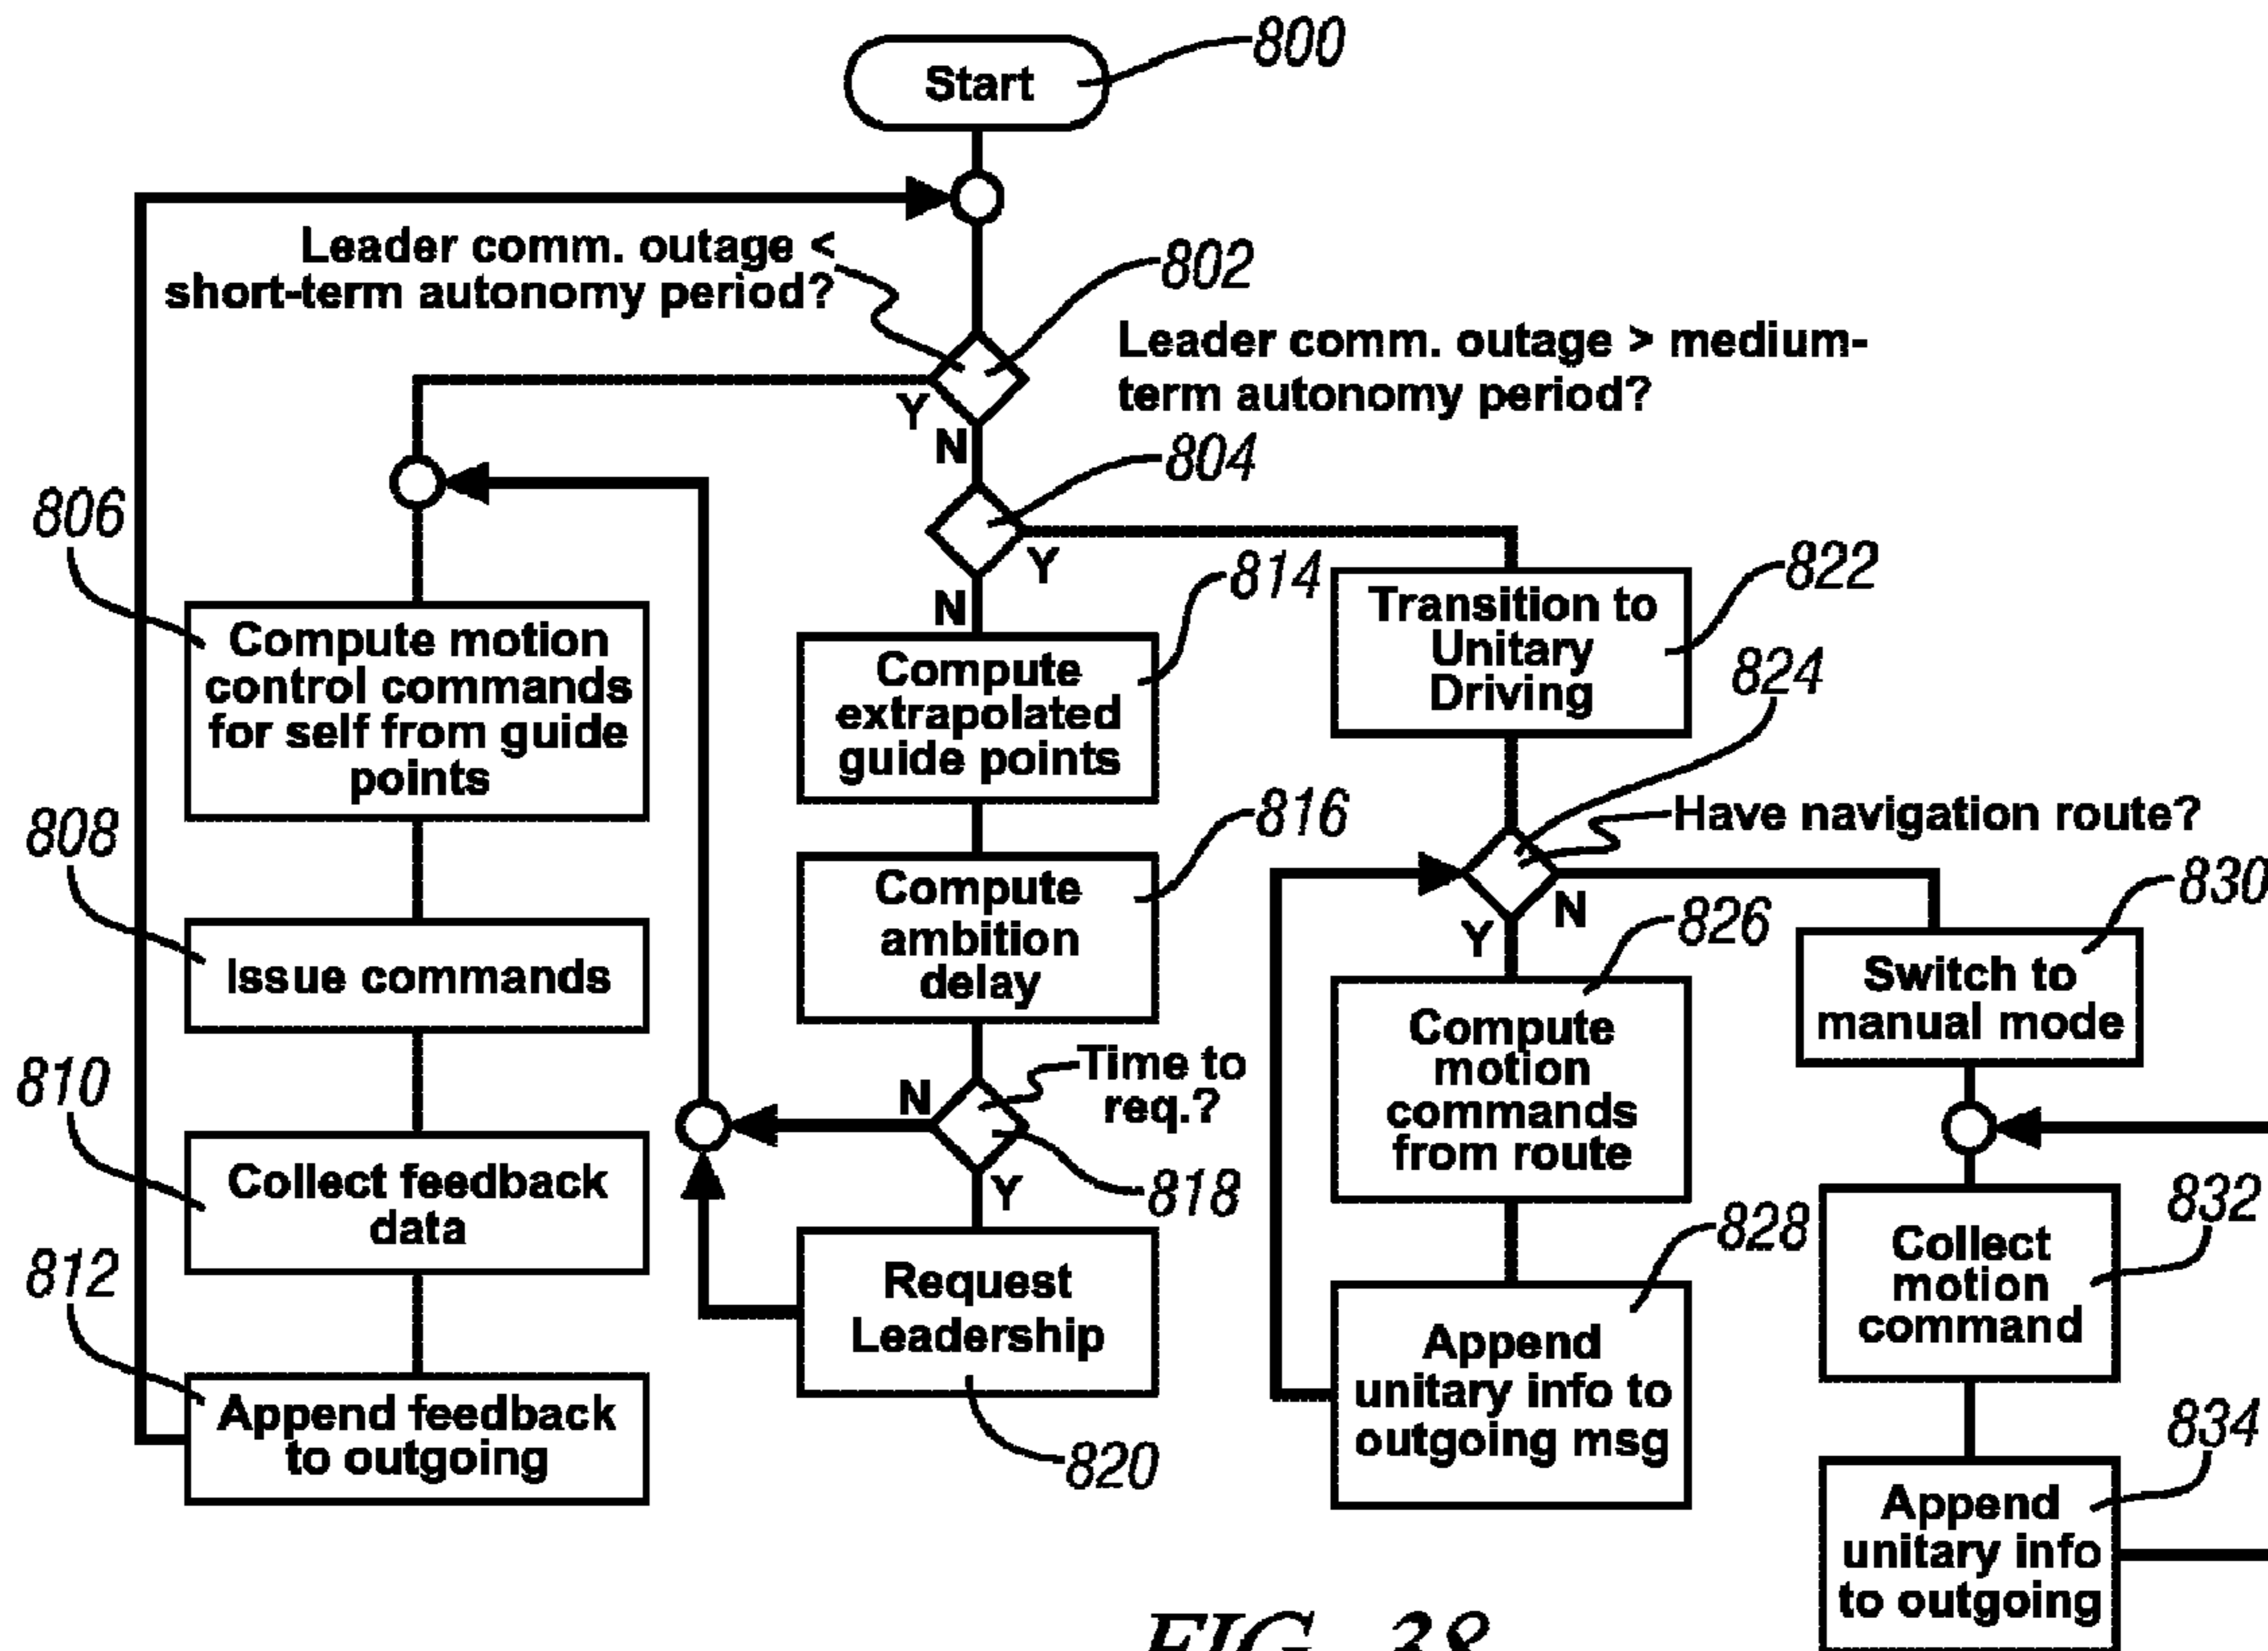 Start
800
Leader comm. outage <
short-term autonomy period?
802
Leader comm. outage > medium-
term autonomy period?
Y
N
804
Y
N
806
Compute motion
control commands
for self from guide
points
808
Issue commands
810
Collect feedback
data
812
Append feedback
to outgoing
814
Compute
extrapolated
guide points
816
Compute
ambition
delay
Time to
req.?
N
Y
818
Request
Leadership
820
822
Transition to
Unitary
Driving
824
Have navigation route?
Y
N
826
Compute
motion
commands
from route
828
Append
unitary info to
outgoing msg
830
Switch to
manual mode
832
Collect
motion
command
834
Append
unitary info
to outgoing
FIG. 38